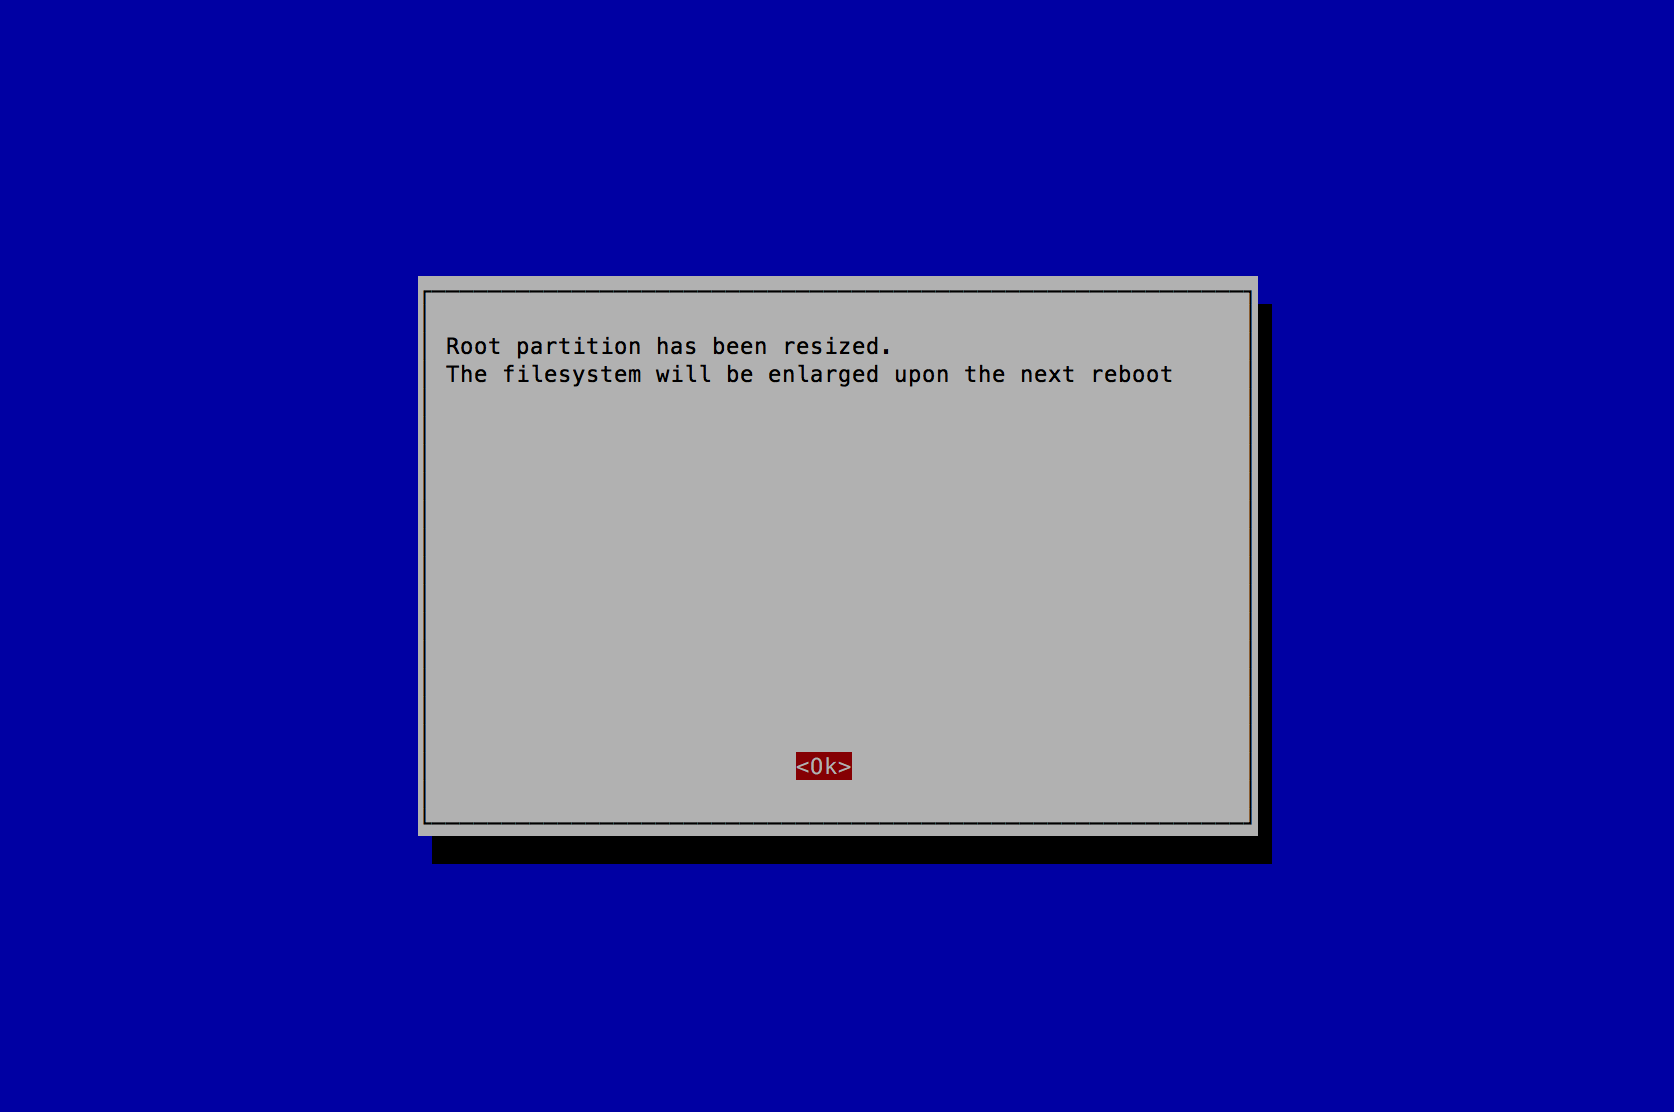 Root partition has been resized.
The filesystem will be enlarged upon the next reboot
<Ok>